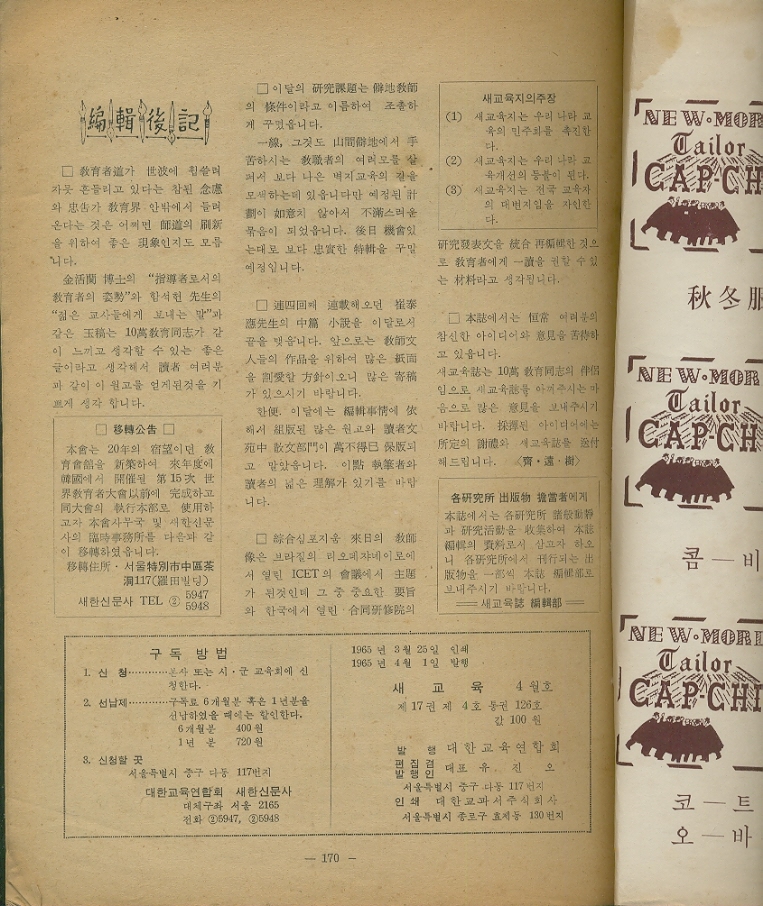 編輯後記
□ 敎育者道가 世波에 휩쓸려
자못 흔들리고 있다는 참된 念慮
와 忠告가 敎育界 안팎에서 들려
온다는 것은 어쩌면 師道의 刷新
을 위하여 좋은 現象인지도 모릅
니다.
金活蘭 博士의 “指導者로서의
敎育者의 姿勢”와 함석헌 先生의
“젊은 교사들에게 보내는 말”과
같은 玉稿는 10萬敎育同志가 같
이 느끼고 생각할 수 있는 좋은
글이라고 생각해서 讀者 여러분
과 같이 이 원고를 얻게된것을 기
쁘게 생각 합니다.
□ 移轉公告 □
本會는 20年의 宿望이던 敎
育會館을 新築하여 來年度에
韓國에서 開催될 第15次 世
界敎育者大會以前에 完成하고
同大會의 執行本部로 使用하
고자 本會사무국 및 새한신문
사의 臨時事務所를 다음과 같
이 移轉하였읍니다.
移轉住所·서울特別市中區茶
洞117(羅田빌딩)
새한신문사 TEL ② 5947
5948
□ 이달의 硏究課題는 僻地敎師
의 條件이라고 이름하여 조촐하
게 꾸몄읍니다.
一線, 그것도 山間僻地에서 手
苦하시는 敎職者의 여러모를 살
펴서 보다 나은 벽지교육의 길을
모색하는데 있읍니다만 예정된 計
劃이 如意치 않아서 不滿스러운
묶음이 되었읍니다. 後日 機會있
는대로 보다 忠實한 特輯을 꾸밀
예정입니다.
□ 連四回째 連載해오던 崔泰
應先生의 中篇 小說을 이달로서
끝을 맺읍니다. 앞으로는 敎師文
人들의 作品을 위하여 많은 紙面
을 割愛할 方針이오니 많은 寄稿
가 있으시기 바랍니다.
한편, 이달에는 編輯事情에 依
해서 組版된 많은 원고와 讀者文
苑中 散文部門이 萬不得已 保版되
고 말았읍니다. 이點 執筆者와
讀者의 넓은 理解가 있기를 바랍
니다.
□ 綜合심포지움 來日의 敎師
像은 브라질의 리오데쟈네이로에
서 열린 ICET의 會議에서 主題
가 된것인데 그 중 중요한 要旨
와 한국에서 열린 合同硏修院의
새교육지의주장
(1) 새교육지는 우리 나라 교
육의 민주화를 촉진한
다.
(2) 새교육지는 우리 나라 교
육개선의 등불이 된다.
(3) 새교육지는 전국 교육자
의 대변지임을 자인한
다.
硏究發表文을 統合 再編輯한것으
로 敎育者에게 一讀을 권할수있
는 材料라고 생각됩니다.
□ 本誌에서는 恒常 여러분의
참신한 아이디어와 意見을 苦待하
고 있읍니다.
새교육誌는 10萬 敎育同志의 伴侶
임으로 새교육誌를 아껴주시는마
음으로 많은 意見을 보내주시기
바랍니다. 採澤된 아이디어에는
所定의 謝禮와 새교육誌를 送付
해드립니다. <齊·遠·樹>
各硏究所 出版物 擔當者에게
本誌에서는 各硏究所 諸般動靜
과 硏究活動을 收集하여 本誌
編輯의 資料로서 삼고자 하오
니 各硏究所에서 刊行되는 出
版物을 一部씩 本誌 編輯部로
보내주시기 바랍니다.
══ 새교육誌 編輯部 ══
구독 방법
1. 신 청…………본사 또는 시·군 교육회에 신
청한다.
2. 선납제…………구독료 6개월분 혹은 1년분을
선납하였을 때에는 할인한다.
6개월분 400원
1년 분 720원
3. 신청할 곳
서울특별시 중구 다동 117번지
대한교육연합회 새한신문사
대체구좌 서울 2165
전화 ②5947, ②5948
1965년 3월25일 인쇄
1965년 4월 1일 발행
새 교 육 4월호
제 17권 제 4호 통권 126호
값 100 원
발 행 대한교육연합회
편집겸
발행인 대표 유 진 오
서울특별시 중구 다동 117번지
인 쇄 대한교과서주식회사
서울특별시 종로구 효제동 130번지
— 170 —
NEW·MOR
Tailor
CAP-CH
秋冬服
NEW·MOR
Tailor
CAP-CH
콤—비
NEW·MOR
Tailor
CAP-CHI
코—트
오—바